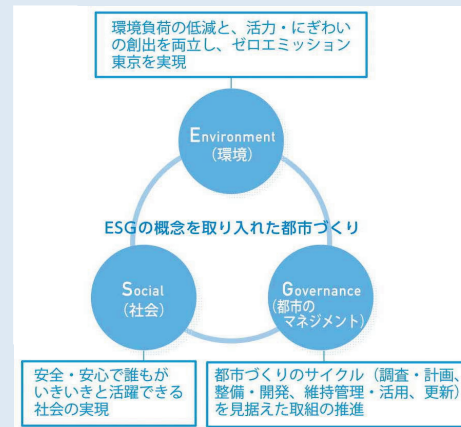 環境負荷の低減と、活力・にぎわい
の創出を両立し、ゼロエミッション
東京を実現
Environment
（環境）
ESGの概念を取り入れた都市づくり
Social
（社会）
Governance
（都市の
マネジメント）
安全・安心で誰もが
いきいきと活躍できる
社会の実現
都市づくりのサイクル（調査・計画、
整備・開発、維持管理・活用、更新）
を見据えた取組の推進